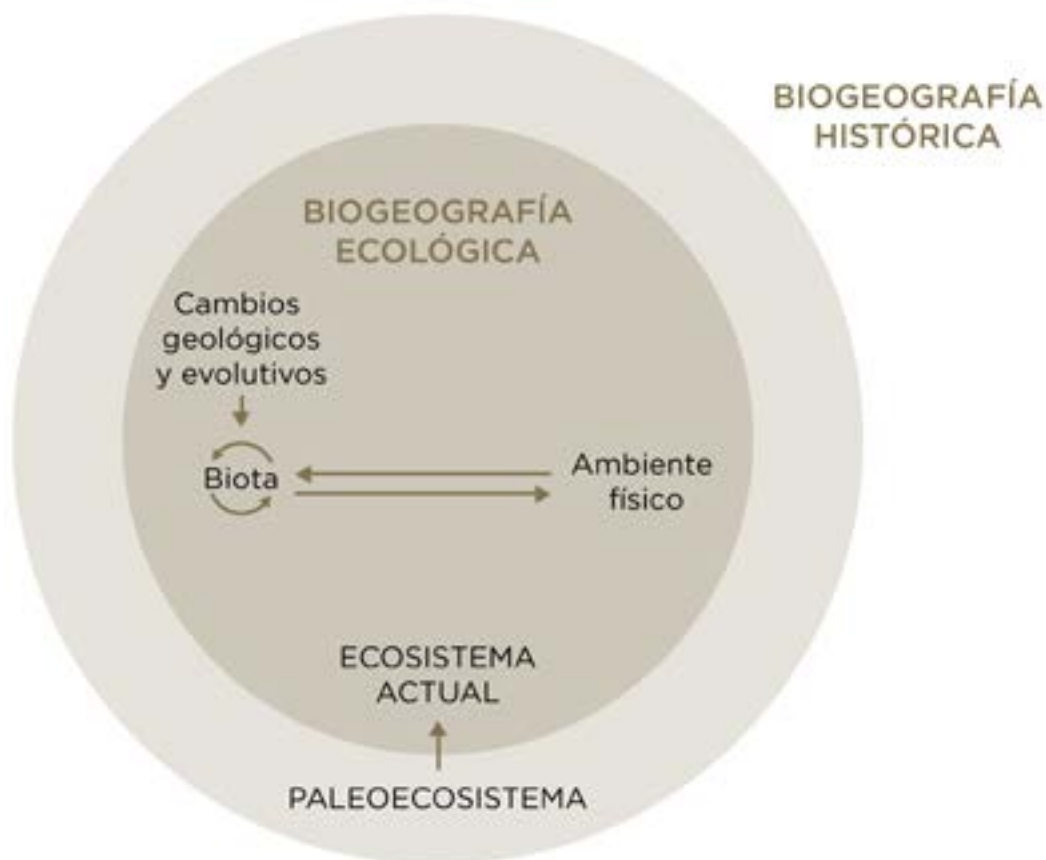 BIOGEOGRAFÍA
HISTÓRICA
BIOGEOGRAFÍA
ECOLÓGICA
Cambios
geológicos
y evolutivos
Biota
Ambiente
físico
ECOSISTEMA
ACTUAL
PALEOECOSISTEMA